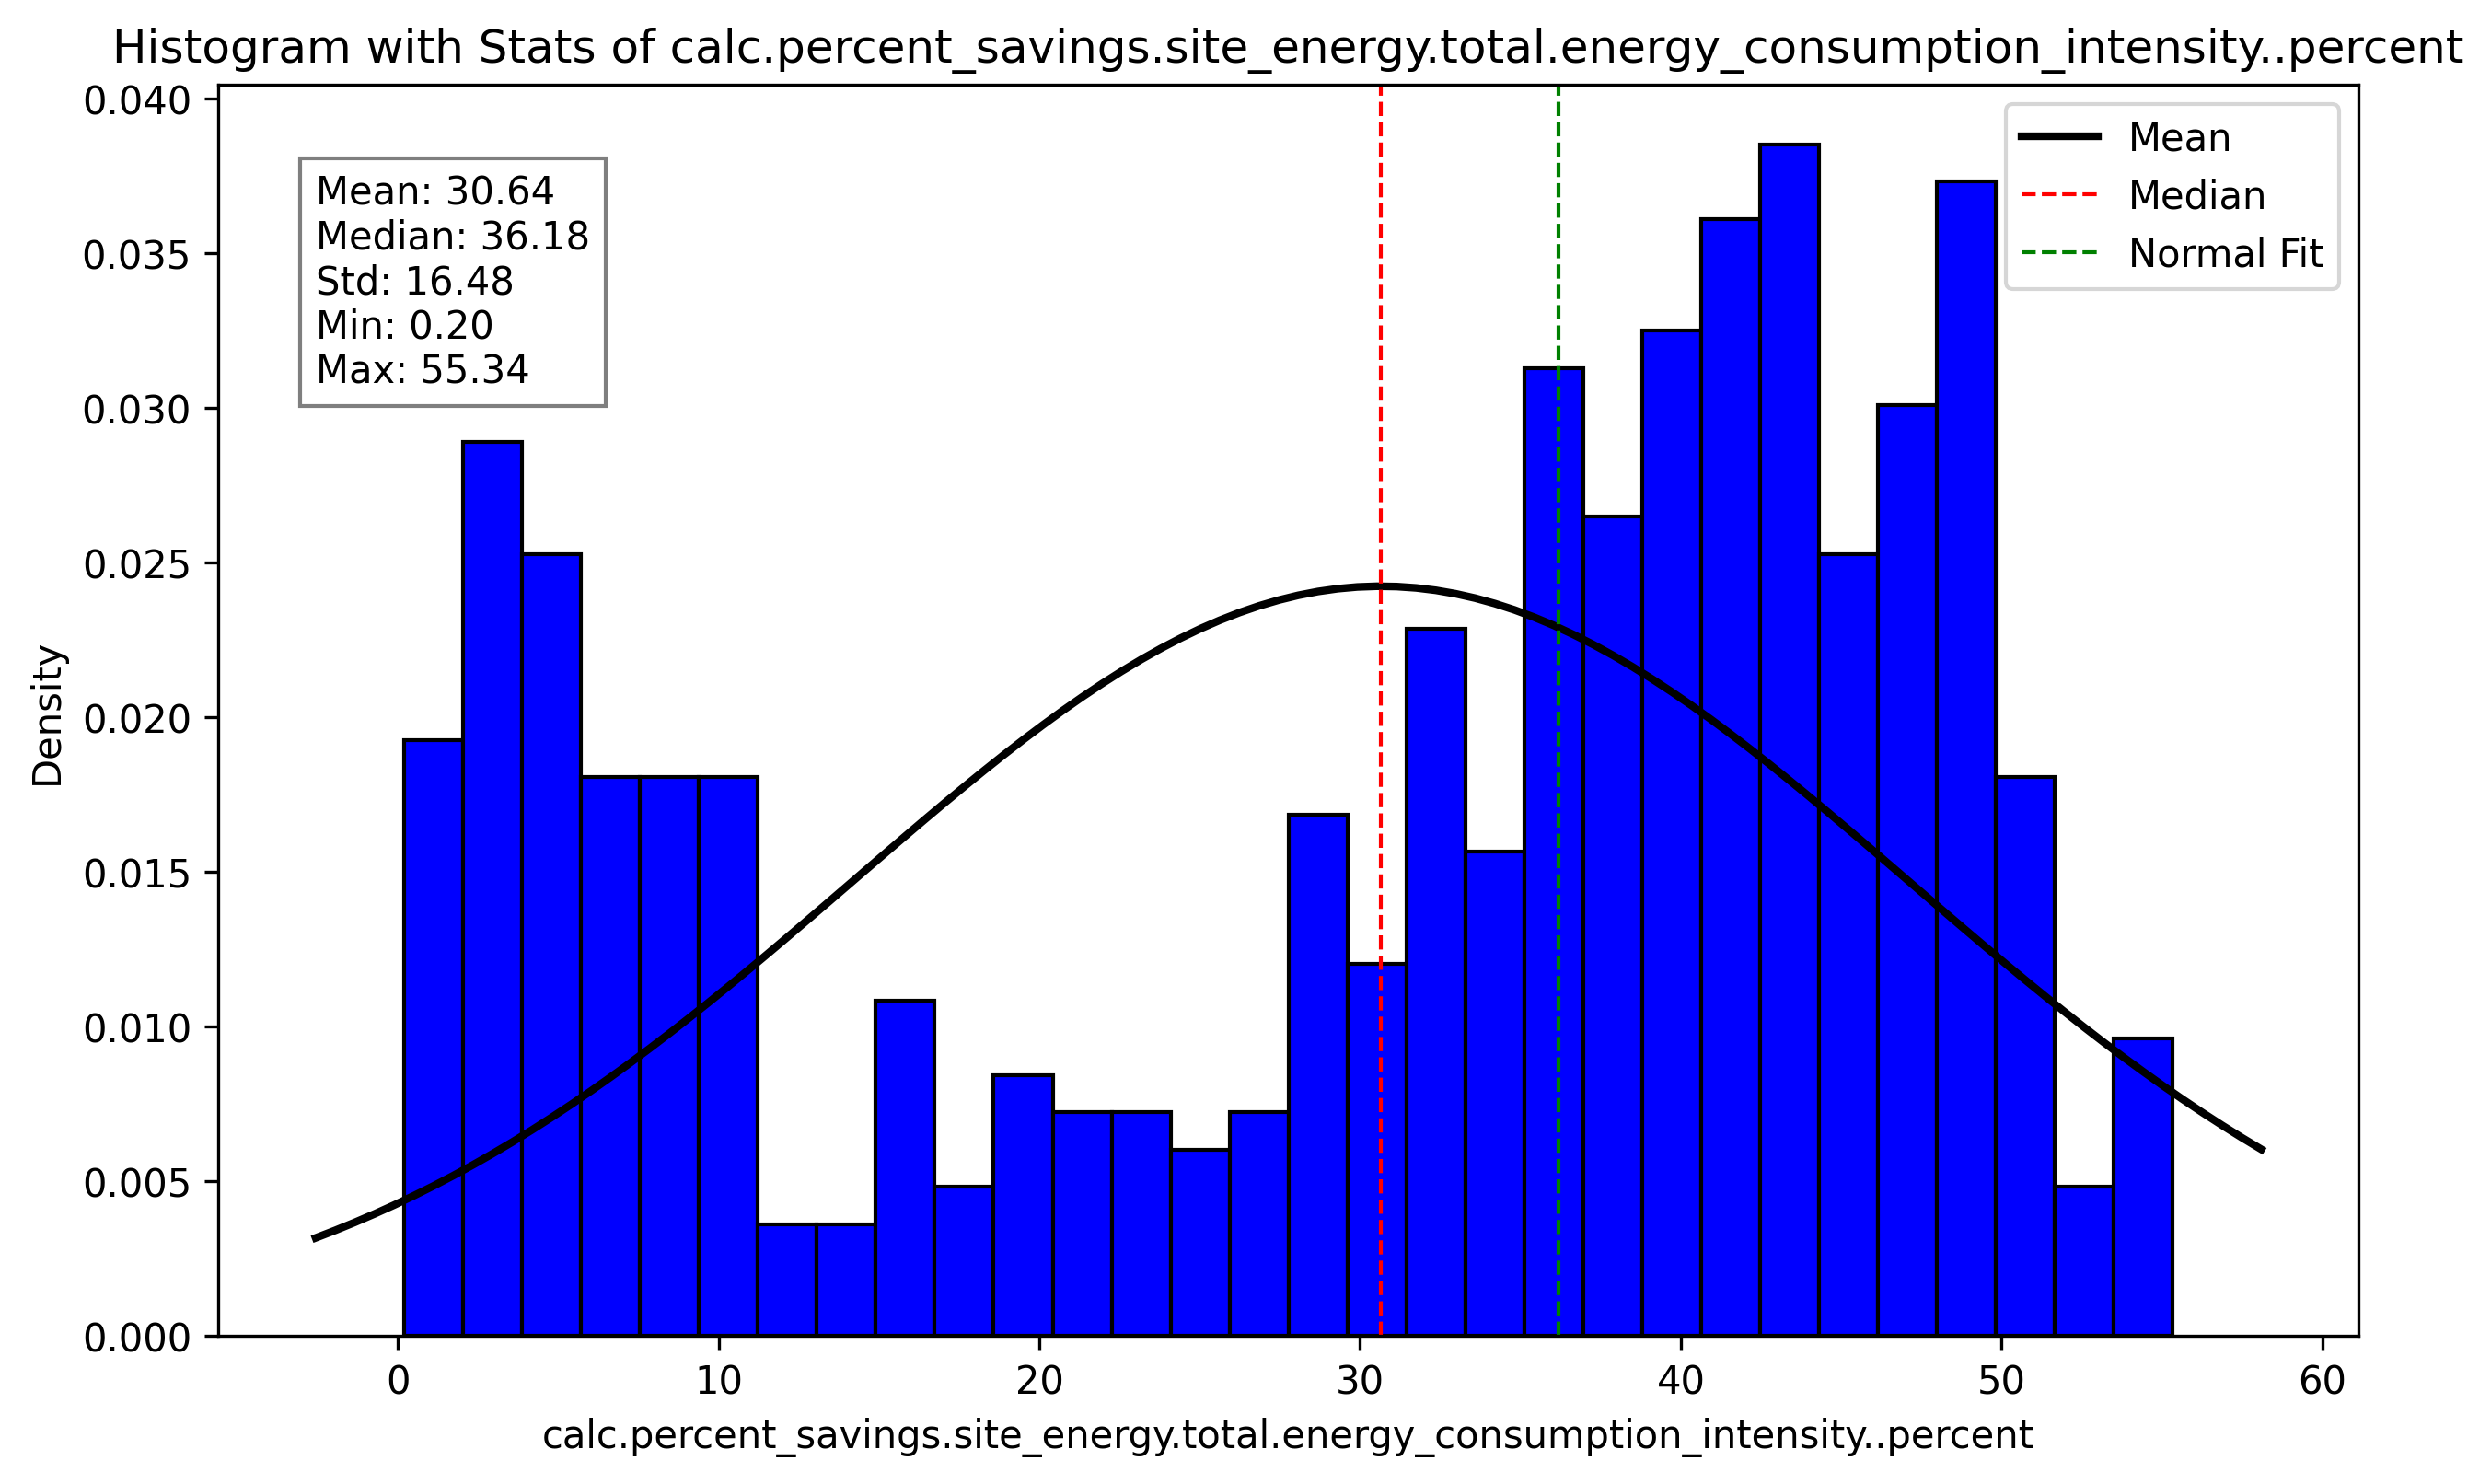 Histogram with Stats of calc.percent_savings.site_energy.total.energy_consumption_intensity..percent
0.040
0.035
0.030
0.025
0.020
0.015
0.010
0.005
0.000
Density
Mean: 30.64
Median: 36.18
Std: 16.48
Min: 0.20
Max: 55.34
Mean
Median
Normal Fit
0 10 20 30 40 50 60
calc.percent_savings.site_energy.total.energy_consumption_intensity..percent